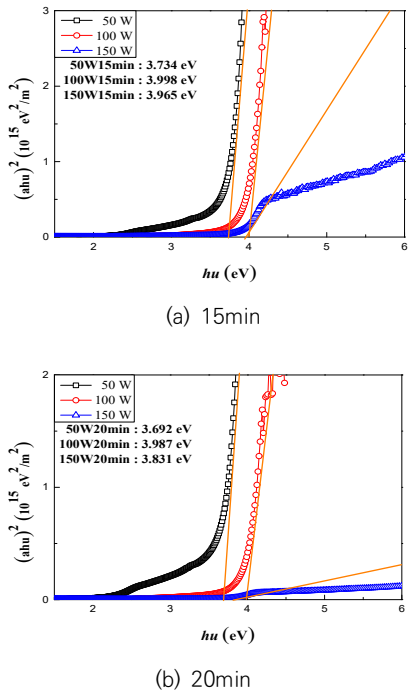 3
2
1
0
(ahu)² (10¹⁵ eV²/m²)
50 W
100 W
150 W
50W15min : 3.734 eV
100W15min : 3.998 eV
150W15min : 3.965 eV
2 3 4 5 6
hu (eV)
(a) 15min
2
1
0
(ahu)² (10¹⁵ eV²/m²)
50 W
100 W
150 W
50W20min : 3.692 eV
100W20min : 3.987 eV
150W20min : 3.831 eV
2 3 4 5 6
hu (eV)
(b) 20min